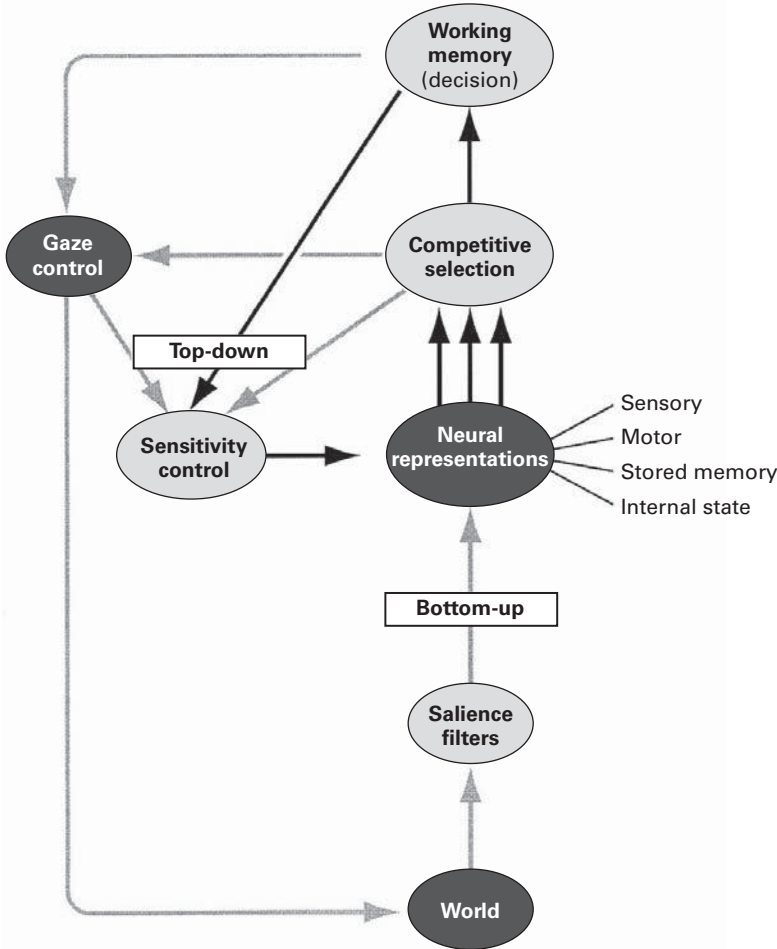 Working
memory
(decision)
Gaze
control
Competitive
selection
Top-down
Sensitivity
control
Neural
representations
Sensory
Motor
Stored memory
Internal state
Bottom-up
Salience
filters
World